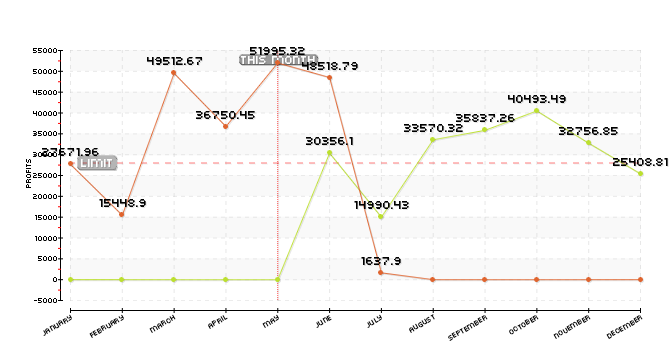 55000
50000
45000
40000
35000
30000
25000
20000
15000
10000
5000
0
-5000
PROFITS
51995.32
THIS MONTH
49512.67
48518.79
36750.45
40493.49
35837.26
33570.32
32756.85
30356.1
LIMIT
25408.81
15448.9
14990.43
1637.9
JANUARY
FEBRUARY
MARCH
APRIL
MAY
JUNE
JULY
AUGUST
SEPTEMBER
OCTOBER
NOVEMBER
DECEMBER